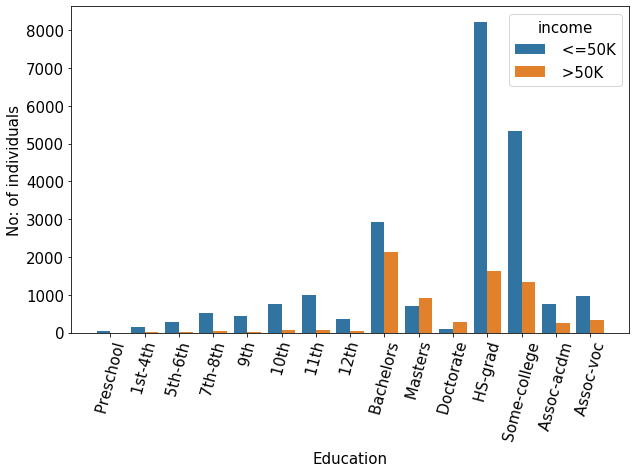 income
<=50K
>50K
No: of individuals
8000
7000
6000
5000
4000
3000
2000
1000
0
Preschool
1st-4th
5th-6th
7th-8th
9th
10th
11th
12th
Bachelors
Masters
Doctorate
HS-grad
Some-college
Assoc-acdm
Assoc-voc
Education